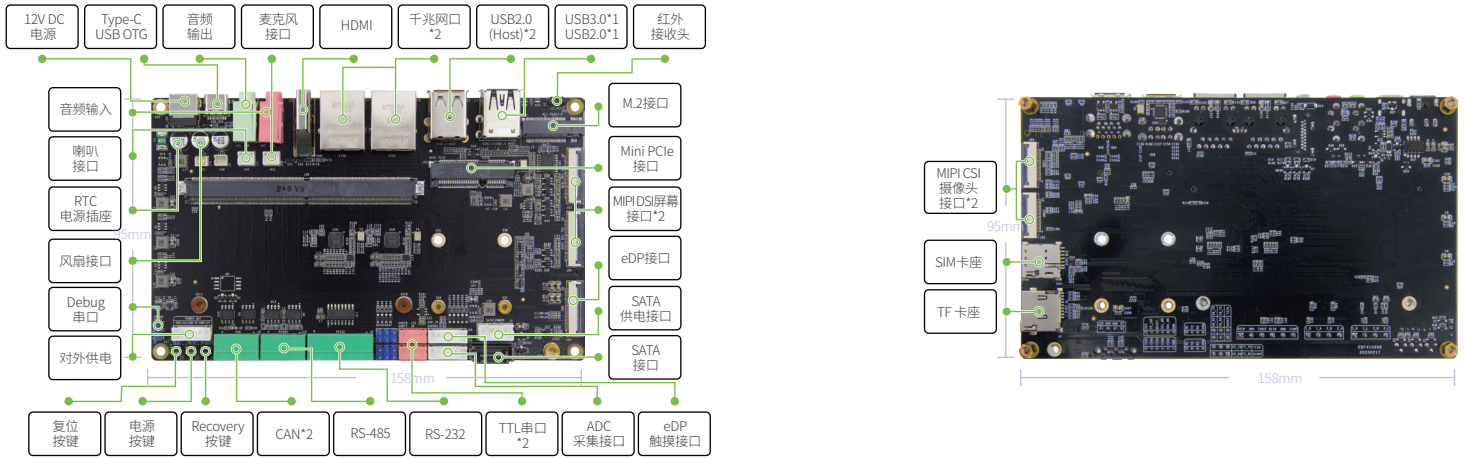 12V DC
电源
Type-C
USB OTG
音频
输出
麦克风
接口
HDMI
千兆网口
*2
USB2.0
(Host)*2
USB3.0*1
USB2.0*1
红外
接收头
音频输入
喇叭
接口
RTC
电源插座
95mm
风扇接口
Debug
串口
对外供电
M.2接口
Mini PCIe
接口
MIPI DSI屏幕
接口*2
eDP接口
SATA
供电接口
SATA
接口
158mm
复位
按键
电源
按键
Recovery
按键
CAN*2
RS-485
RS-232
TTL串口
*2
ADC
采集接口
eDP
触摸接口
MIPI CSI
摄像头
接口*2
95mm
SIM卡座
TF 卡座
158mm